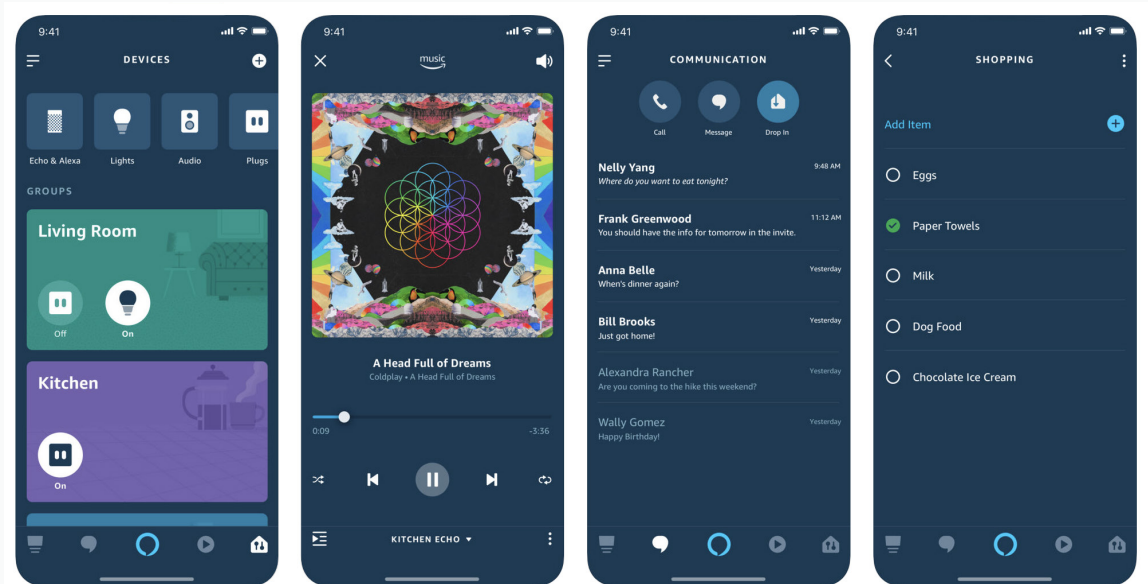 9:41
DEVICES
Echo & Alexa
Lights
Audio
Plugs
GROUPS
Living Room
Off
On
Kitchen
On
9:41
music
A Head Full of Dreams
Coldplay • A Head Full of Dreams
0:09
-3:36
KITCHEN ECHO
9:41
COMMUNICATION
Call
Message
Drop In
Nelly Yang
9:48 AM
Where do you want to eat tonight?
Frank Greenwood
11:12 AM
You should have the info for tomorrow in the invite.
Anna Belle
Yesterday
When's dinner again?
Bill Brooks
Yesterday
Just got home!
Alexandra Rancher
Yesterday
Are you coming to the hike this weekend?
Wally Gomez
Yesterday
Happy Birthday!
9:41
SHOPPING
Add Item
Eggs
Paper Towels
Milk
Dog Food
Chocolate Ice Cream